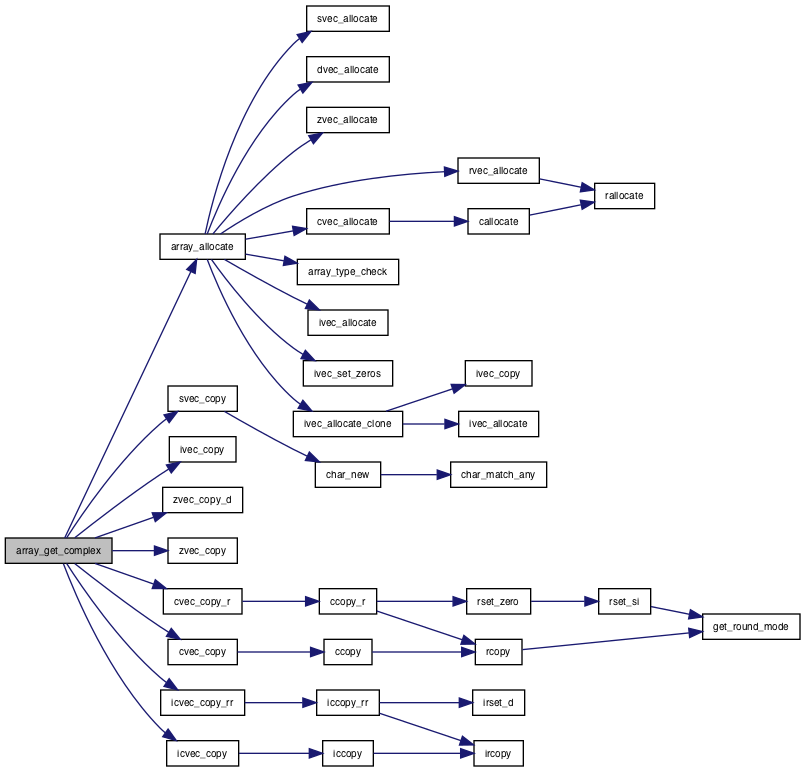 svec_allocate
dvec_allocate
zvec_allocate
rvec_allocate
rallocate
cvec_allocate
callocate
array_allocate
array_type_check
ivec_allocate
ivec_set_zeros
ivec_copy
svec_copy
ivec_allocate_clone
ivec_allocate
ivec_copy
char_new
char_match_any
zvec_copy_d
array_get_complex
zvec_copy
cvec_copy_r
ccopy_r
rset_zero
rset_si
get_round_mode
cvec_copy
ccopy
rcopy
icvec_copy_rr
iccopy_rr
irset_d
icvec_copy
iccopy
ircopy